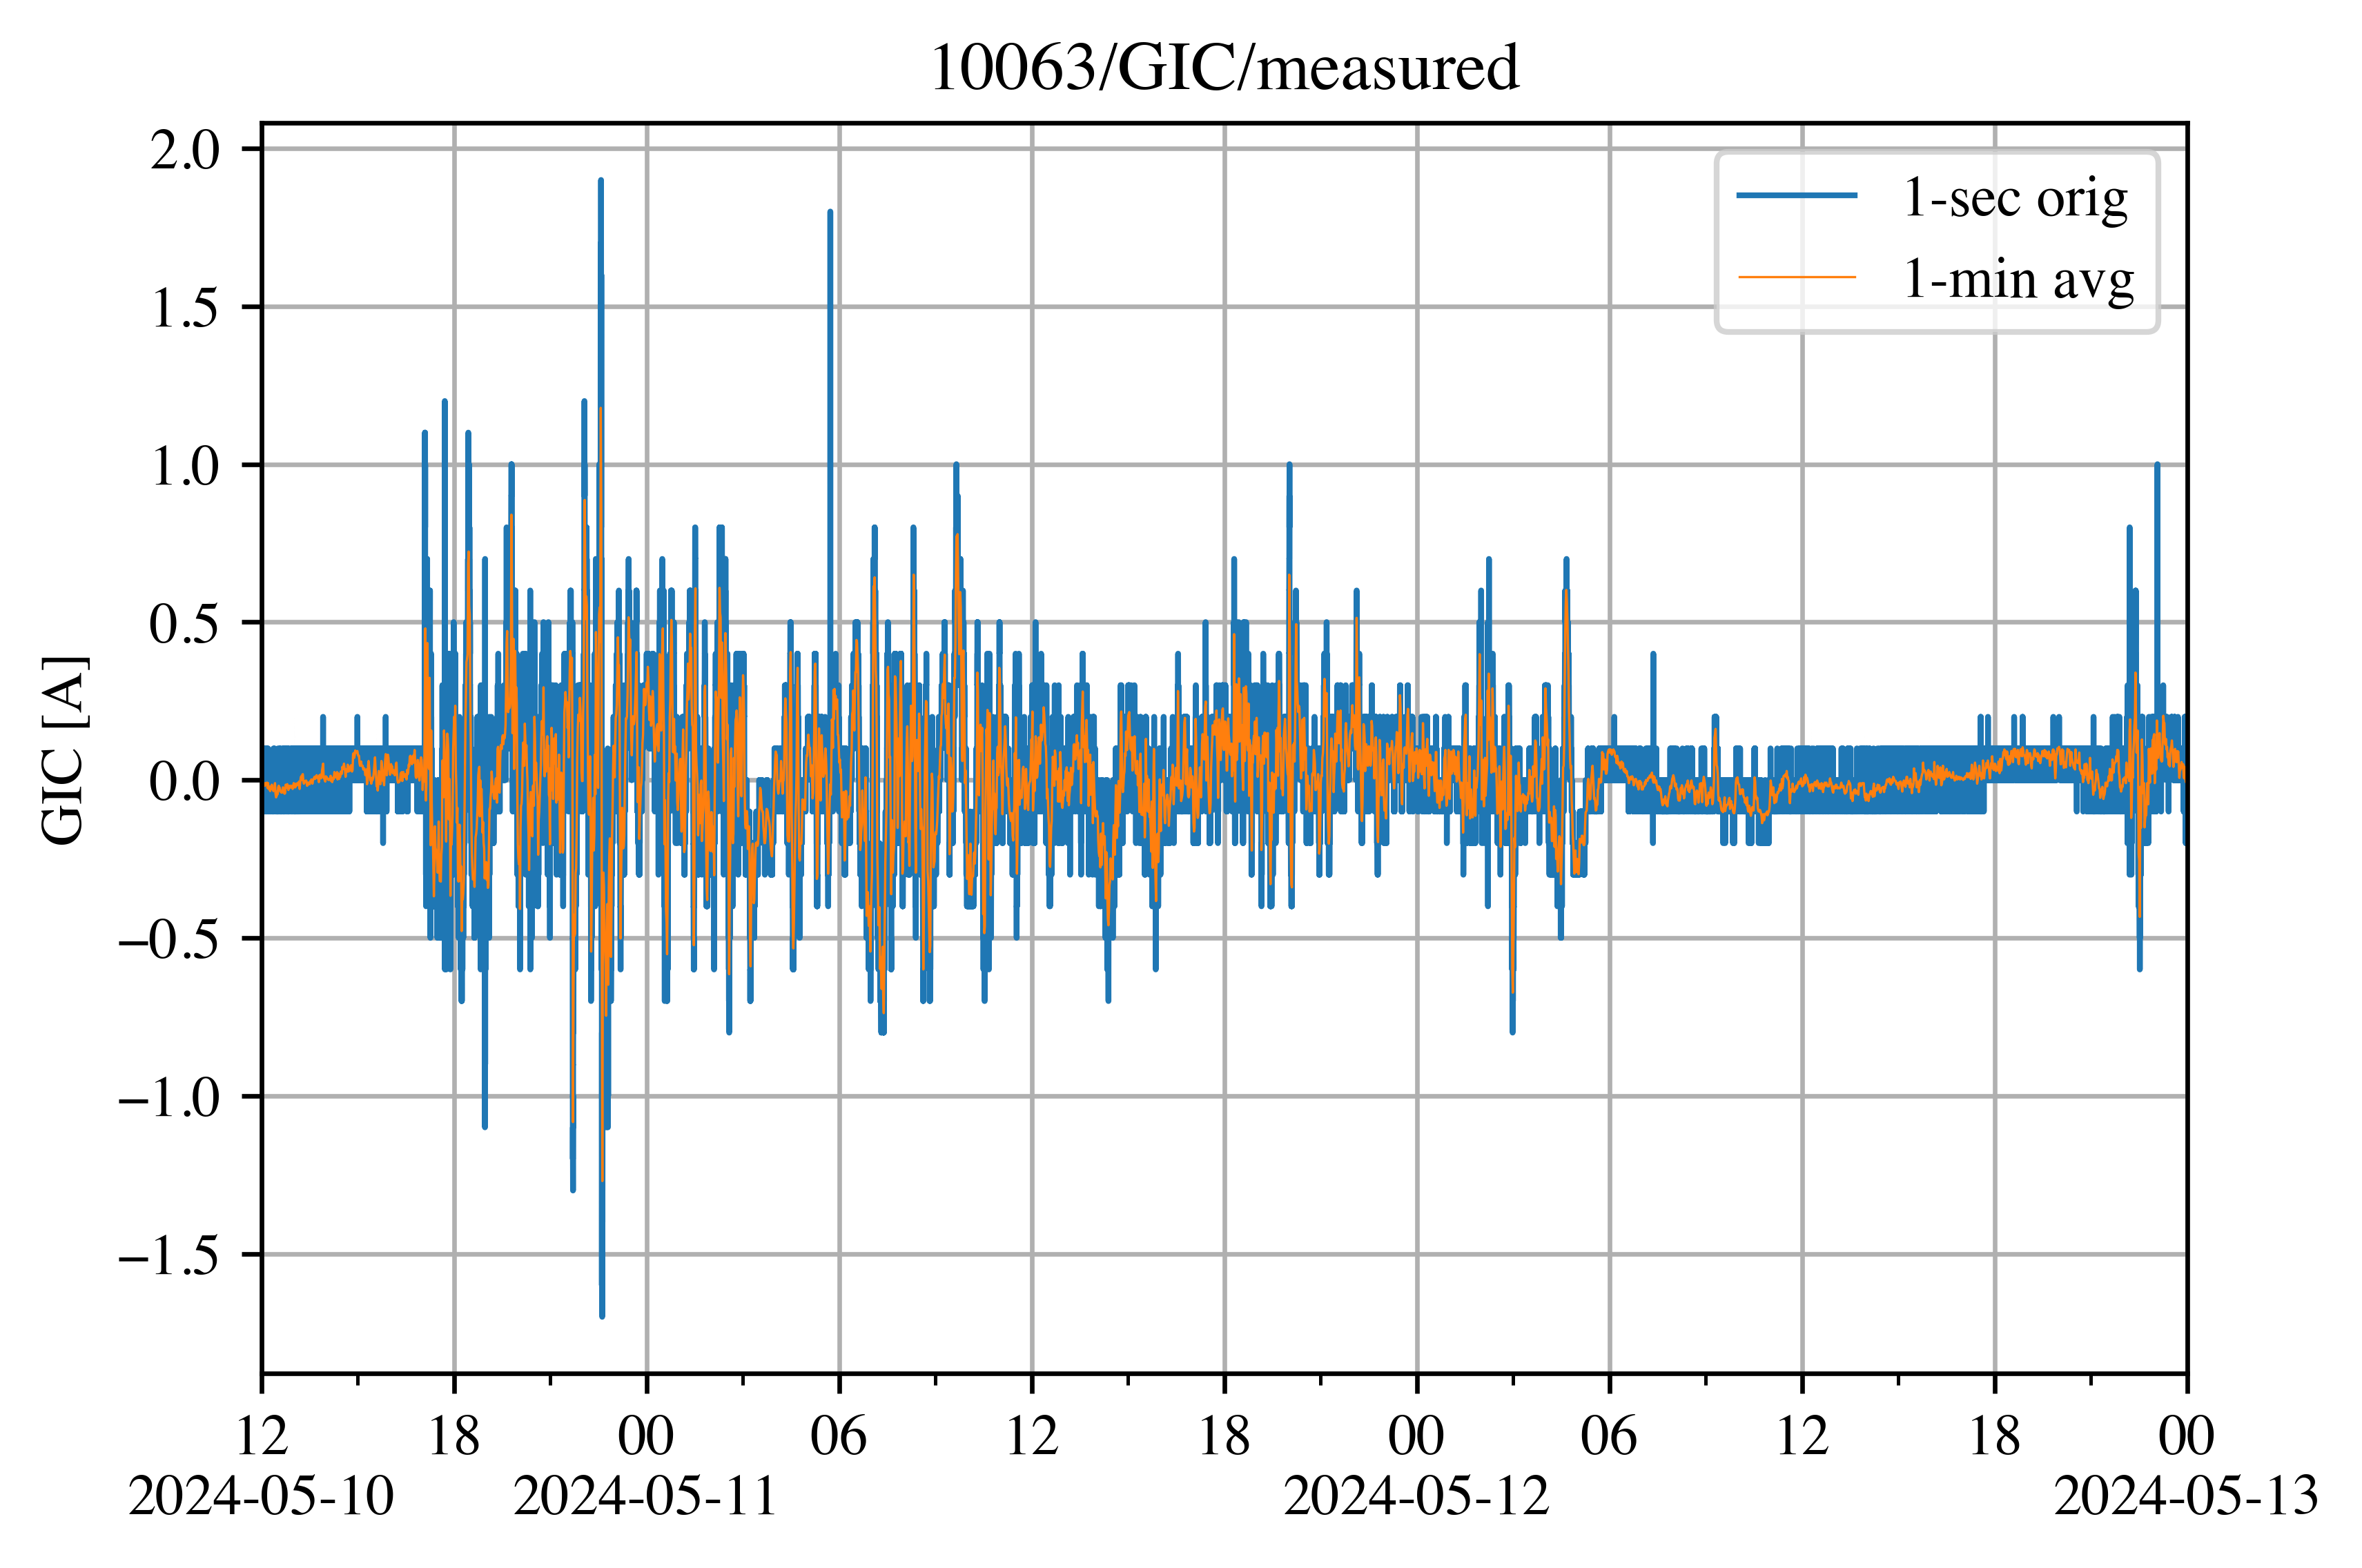 10063/GIC/measured
2.0
1.5
1.0
0.5
0.0
−0.5
−1.0
−1.5
GIC [A]
1-sec orig
1-min avg
12 18 00 06 12 18 00 06 12 18 00
2024-05-10 2024-05-11 2024-05-12 2024-05-13